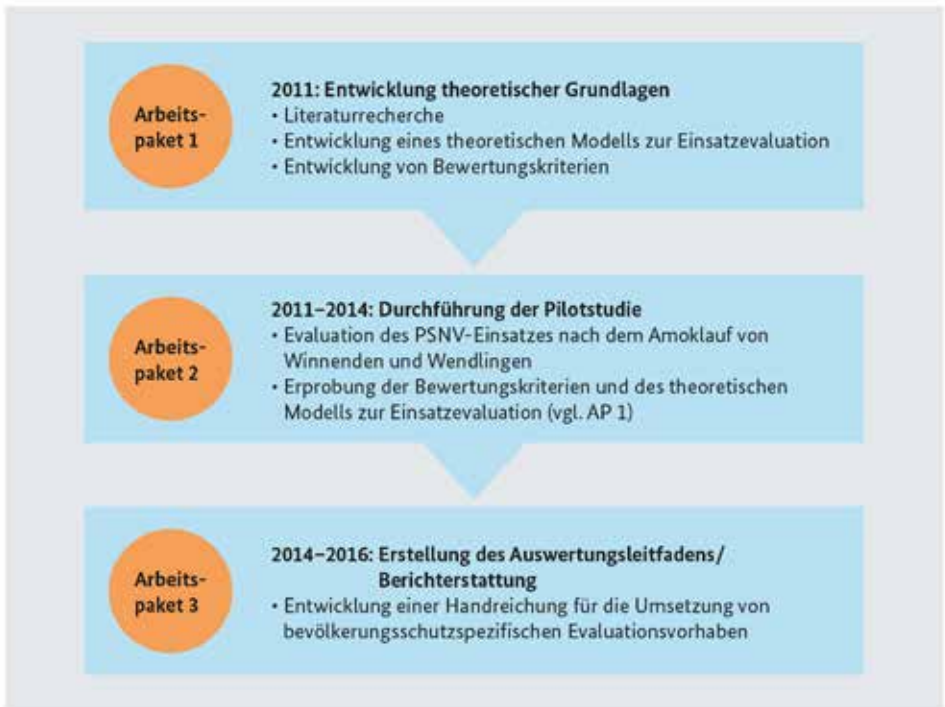 Arbeits-
paket 1
2011: Entwicklung theoretischer Grundlagen
• Literaturrecherche
• Entwicklung eines theoretischen Modells zur Einsatzevaluation
• Entwicklung von Bewertungskriterien
Arbeits-
paket 2
2011–2014: Durchführung der Pilotstudie
• Evaluation des PSNV-Einsatzes nach dem Amoklauf von
Winnenden und Wendlingen
• Erprobung der Bewertungskriterien und des theoretischen
Modells zur Einsatzevaluation (vgl. AP 1)
Arbeits-
paket 3
2014–2016: Erstellung des Auswertungsleitfadens/
Berichterstattung
• Entwicklung einer Handreichung für die Umsetzung von
bevölkerungsschutzspezifischen Evaluationsvorhaben